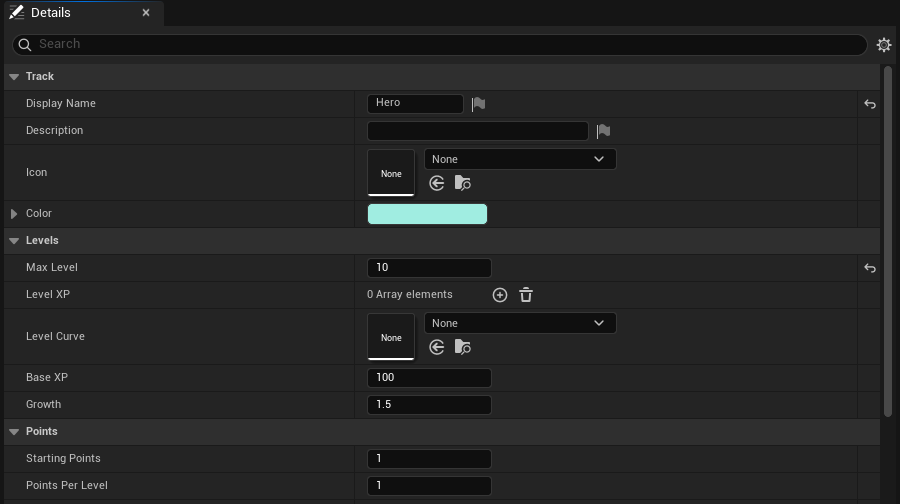 Details
Search
Track
Display Name Hero
Description
Icon None None
Color
Levels
Max Level 10
Level XP 0 Array elements
Level Curve None None
Base XP 100
Growth 1.5
Points
Starting Points 1
Points Per Level 1